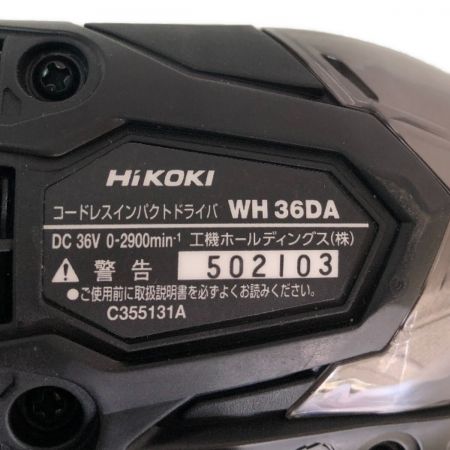 HiKOKI
コードレスインパクトドライバ WH 36DA
DC 36V 0-2900min-1 工機ホールディングス(株)
警告 502103
●ご使用前に取扱説明書を必ずよくお読みください。
C355131A